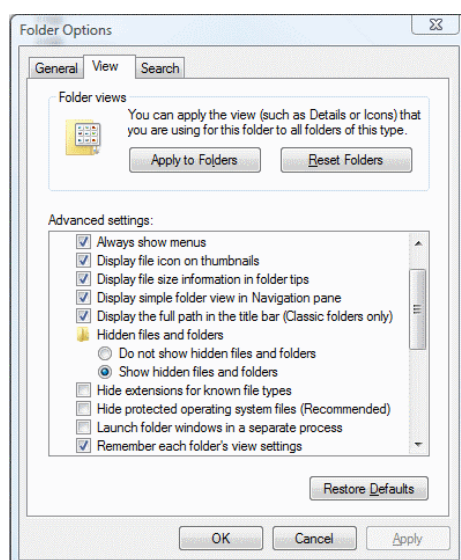 Folder Options
General View Search
Folder views
You can apply the view (such as Details or Icons) that
you are using for this folder to all folders of this type.
Apply to Folders Reset Folders
Advanced settings:
Always show menus
Display file icon on thumbnails
Display file size information in folder tips
Display simple folder view in Navigation pane
Display the full path in the title bar (Classic folders only)
Hidden files and folders
Do not show hidden files and folders
Show hidden files and folders
Hide extensions for known file types
Hide protected operating system files (Recommended)
Launch folder windows in a separate process
Remember each folder's view settings
Restore Defaults
OK Cancel Apply